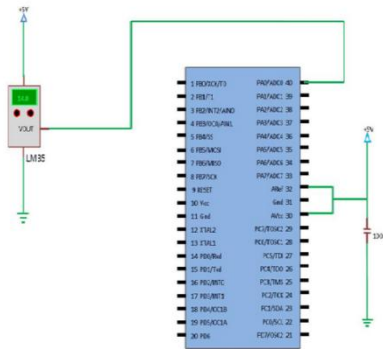 +5V
VOUT
LM35
1 PB0/XCK/T0
2 PB1/T1
3 PB2/INT2/AIN0
4 PB3/OC0/AIN1
5 PB4/SS
6 PB5/MOSI
7 PB6/MISO
8 PB7/SCK
9 RESET
10 Vcc
11 Gnd
12 XTAL2
13 XTAL1
14 PD0/Rxd
15 PD1/Txd
16 PD2/INT0
17 PD3/INT1
18 PD4/OC1B
19 PD5/OC1A
20 PD6
PA0/ADC0 40
PA1/ADC1 39
PA2/ADC2 38
PA3/ADC3 37
PA4/ADC4 36
PA5/ADC5 35
PA6/ADC6 34
PA7/ADC7 33
ARef 32
Gnd 31
AVcc 30
PC7/TOSC2 29
PC6/TOSC1 28
PC5/TDI 27
PC4/TDO 26
PC3/TMS 25
PC2/TCK 24
PC1/SDA 23
PC0/SCL 22
PD7/OSC2 21
+5v